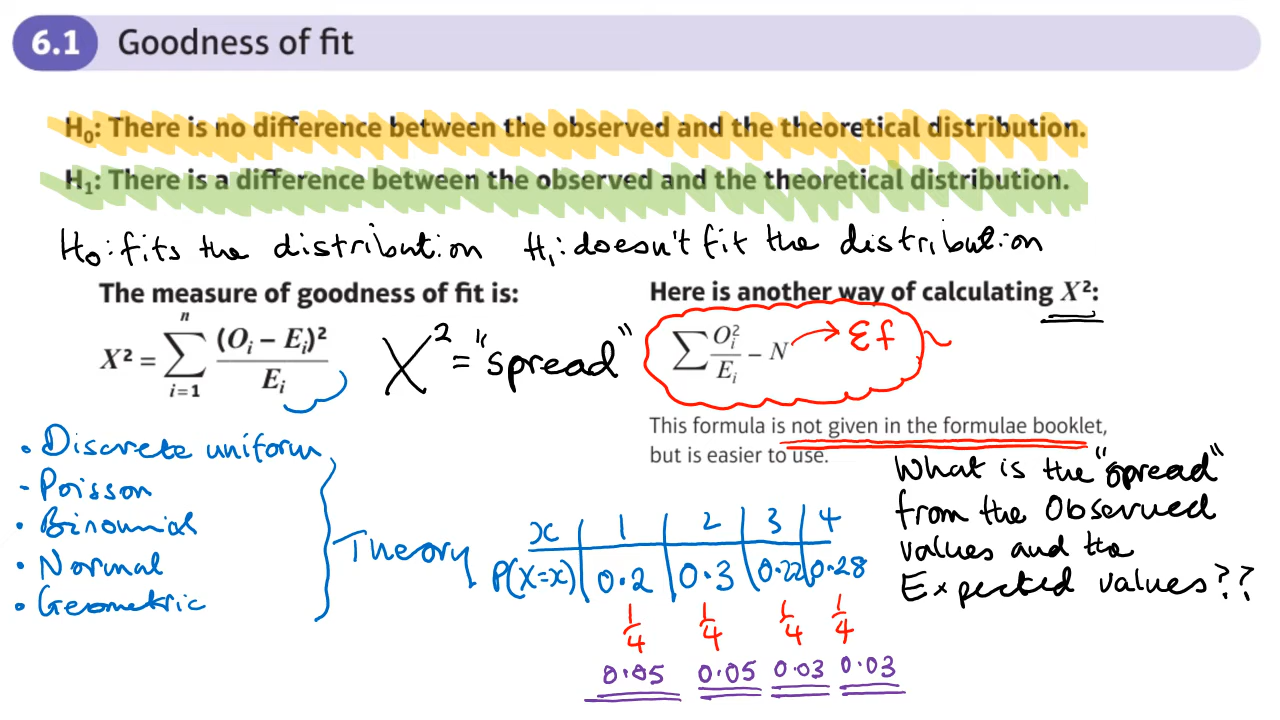 6.1 Goodness of fit
H₀: There is no difference between the observed and the theoretical distribution.
H₁: There is a difference between the observed and the theoretical distribution.
H₀: fits the distribution H₁: doesn't fit the distribution
The measure of goodness of fit is:
X² = ∑ⁿᵢ₌₁ (Oᵢ – Eᵢ)² / Eᵢ
X² = "spread"
Here is another way of calculating X²:
∑ Oᵢ² / Eᵢ – N → Σf
This formula is not given in the formulae booklet,
but is easier to use.
• Discrete uniform
- Poisson
• Binomial
• Normal
• Geometric
Theory
x 1 2 3 4
P(X=x) 0.2 0.3 0.22 0.28
1/4 1/4 1/4 1/4
0.05 0.05 0.03 0.03
What is the "spread"
from the Observed
values and the
Expected values??